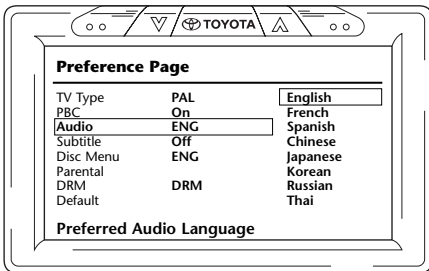 TOYOTA
Preference Page
TV Type PAL English
PBC On French
Audio ENG Spanish
Subtitle Off Chinese
Disc Menu ENG Japanese
Parental Korean
DRM DRM Russian
Default Thai
Preferred Audio Language